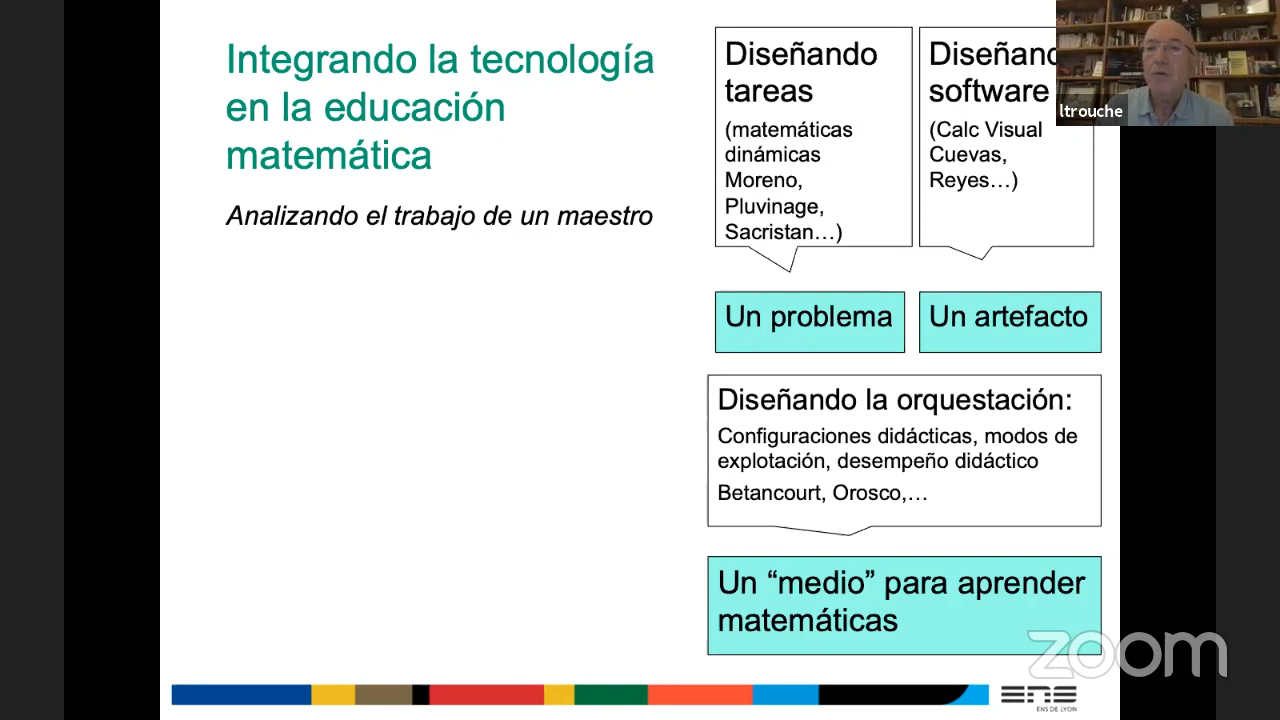 Integrando la tecnología
en la educación
matemática
Analizando el trabajo de un maestro
Diseñando
tareas
(matemáticas
dinámicas
Moreno,
Pluvinage,
Sacristan…)
Diseñand
software
(Calc Visual
Cuevas,
Reyes…)
ltrouche
Un problema
Un artefacto
Diseñando la orquestación:
Configuraciones didácticas, modos de
explotación, desempeño didáctico
Betancourt, Orosco,…
Un “medio” para aprender
matemáticas
zoom
ENS
ENS DE LYON